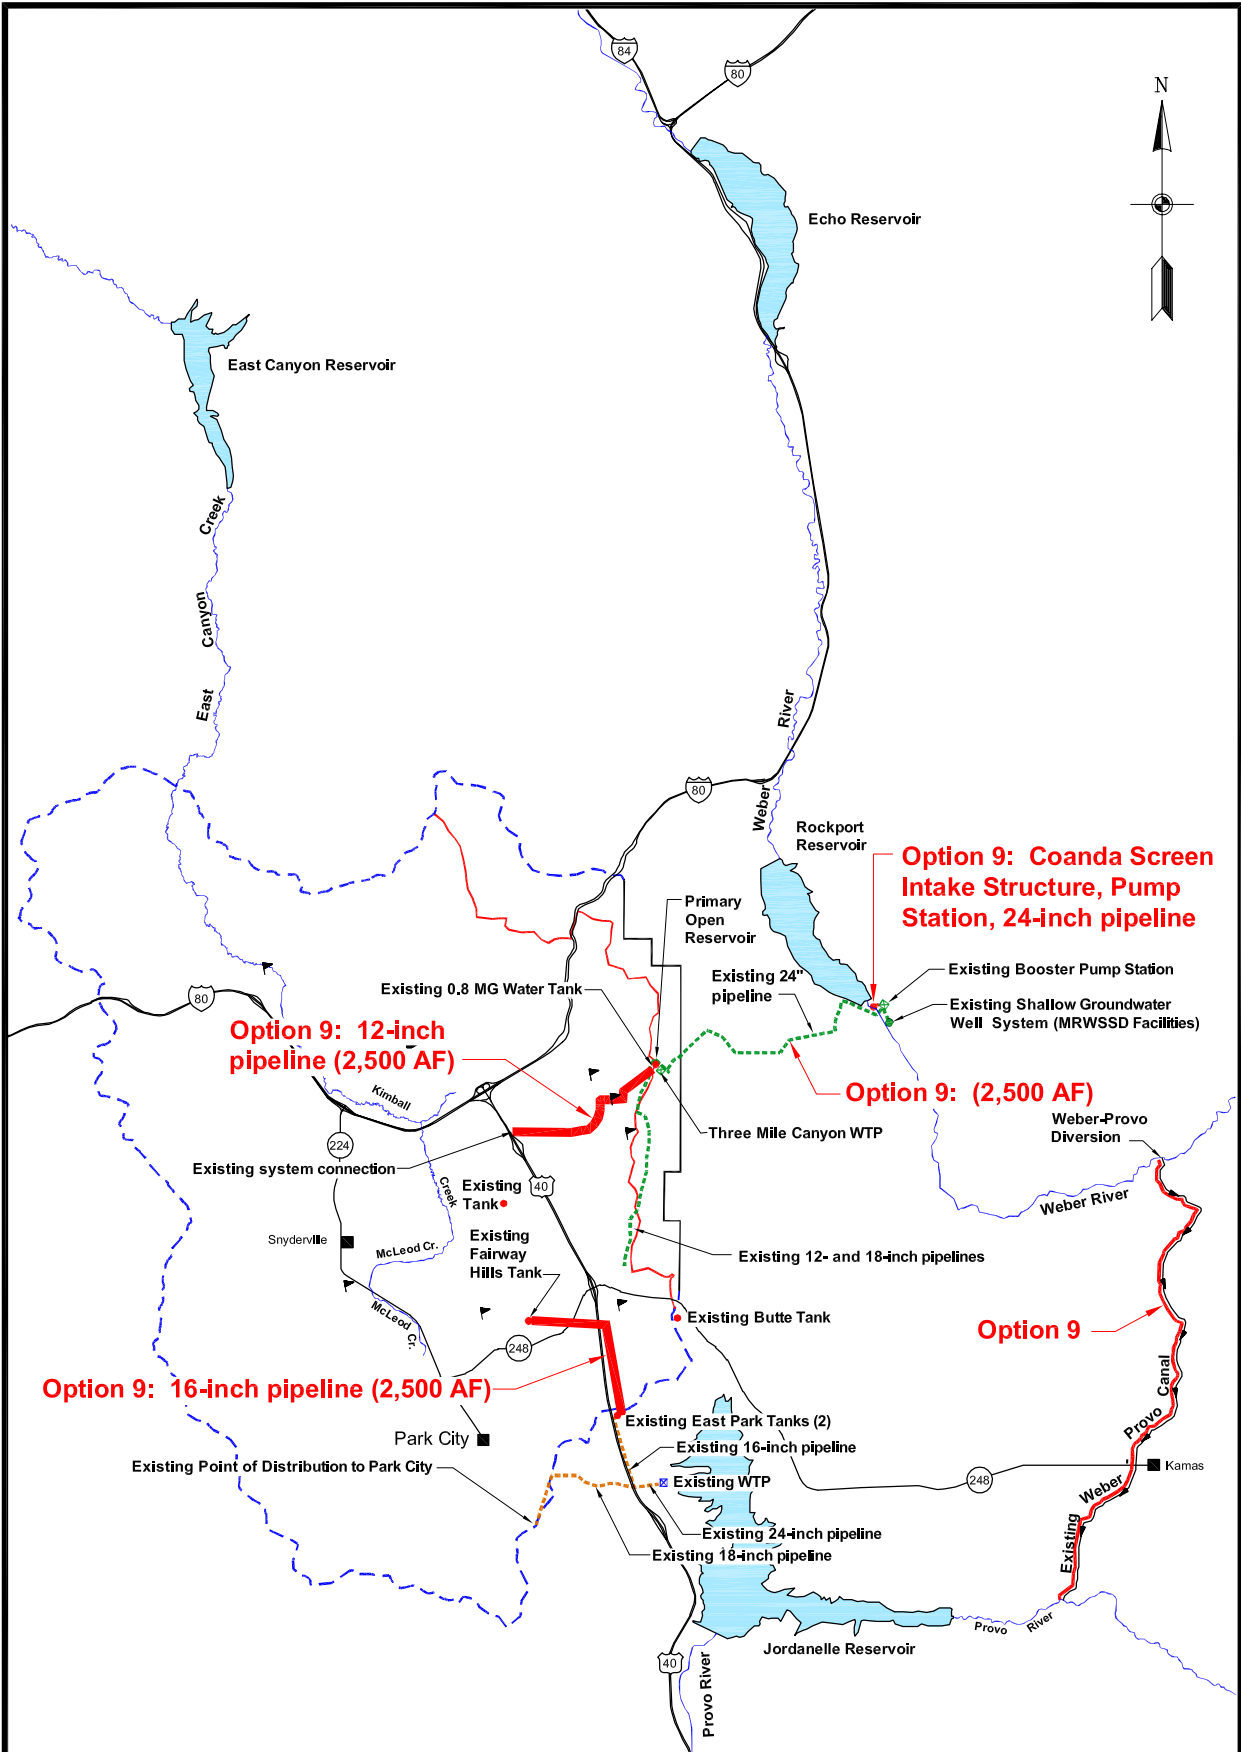 84
80
N
Echo Reservoir
East Canyon Reservoir
East Canyon Creek
Weber River
80
Rockport
Reservoir
Option 9: Coanda Screen
Intake Structure, Pump
Station, 24-inch pipeline
Primary
Open
Reservoir
Existing 24"
pipeline
Existing Booster Pump Station
Existing 0.8 MG Water Tank
80
Existing Shallow Groundwater
Well System (MRWSSD Facilities)
Option 9: 12-inch
pipeline (2,500 AF)
Option 9: (2,500 AF)
Kimball
Creek
Weber-Provo
Diversion
Three Mile Canyon WTP
224
Existing system connection
40
Existing
Tank
Weber River
Existing
Fairway
Hills Tank
Snyderville
McLeod Cr.
Existing 12- and 18-inch pipelines
McLeod Cr.
Existing Butte Tank
Option 9
248
Option 9: 16-inch pipeline (2,500 AF)
Existing East Park Tanks (2)
Park City
Existing 16-inch pipeline
Existing Point of Distribution to Park City
Existing WTP
248
Kamas
Existing Weber - Provo Canal
Existing 24-inch pipeline
Existing 18-inch pipeline
Provo River
Jordanelle Reservoir
40
Provo River